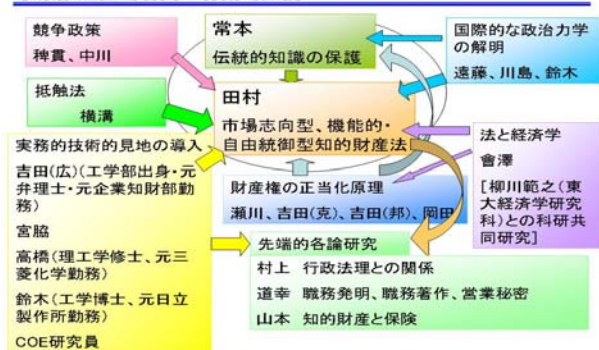 競争政策
稗貫、中川
常本
伝統的知識の保護
国際的な政治力学
の解明
遠藤、川島、鈴木
抵触法
横溝
田村
市場志向型、機能的・
自由統御型知的財産法
実務的技術的見地の導入
吉田(広)(工学部出身・元
弁理士・元企業知財部勤
務)
宮脇
高橋(理工学修士、元三
菱化学勤務)
鈴木(工学博士、元日立
製作所勤務)
COE研究員
財産権の正当化原理
瀬川、吉田(克)、吉田(邦)、岡田
法と経済学
會澤
[柳川範之(東
大経済学研究
科)との科研共
同研究]
先端的各論研究
村上 行政法理との関係
道幸 職務発明、職務著作、営業秘密
山本 知的財産と保険